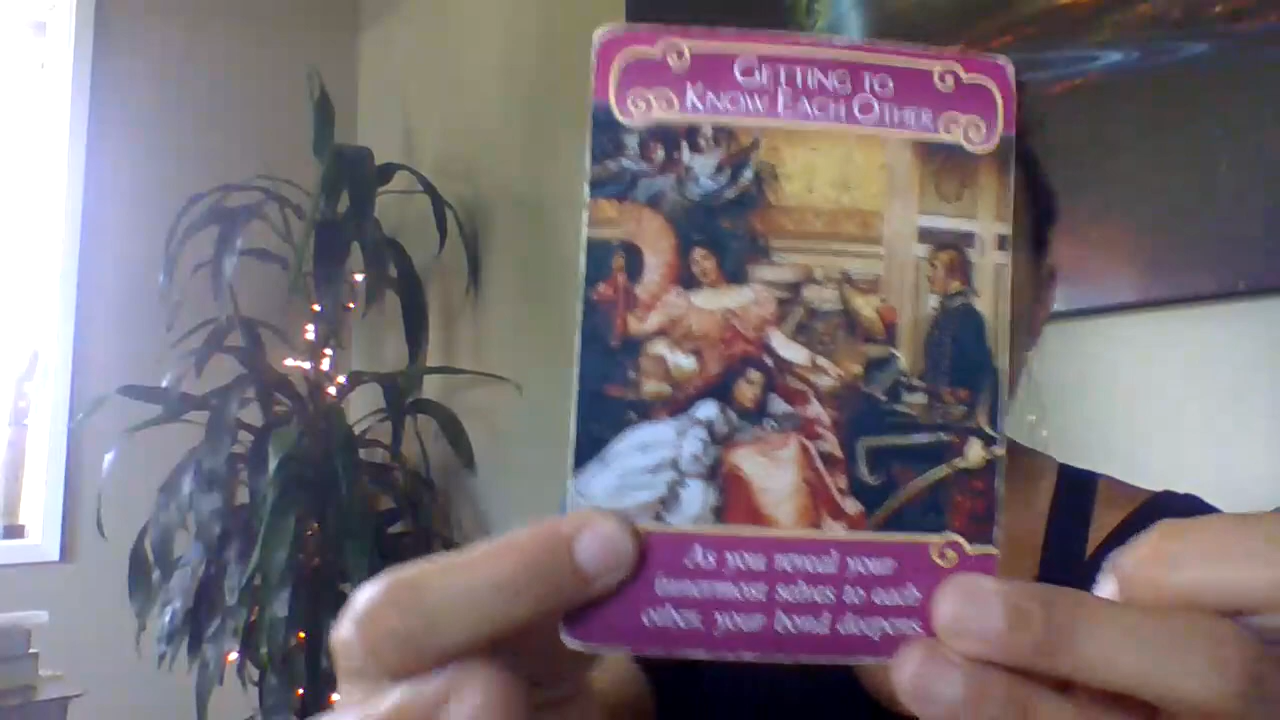 GETTING TO
KNOW EACH OTHER
As you reveal your
innermost selves to each
other, your bond deepens.